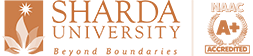 SHARDA
UNIVERSITY
Beyond Boundaries
NAAC
A+
ACCREDITED